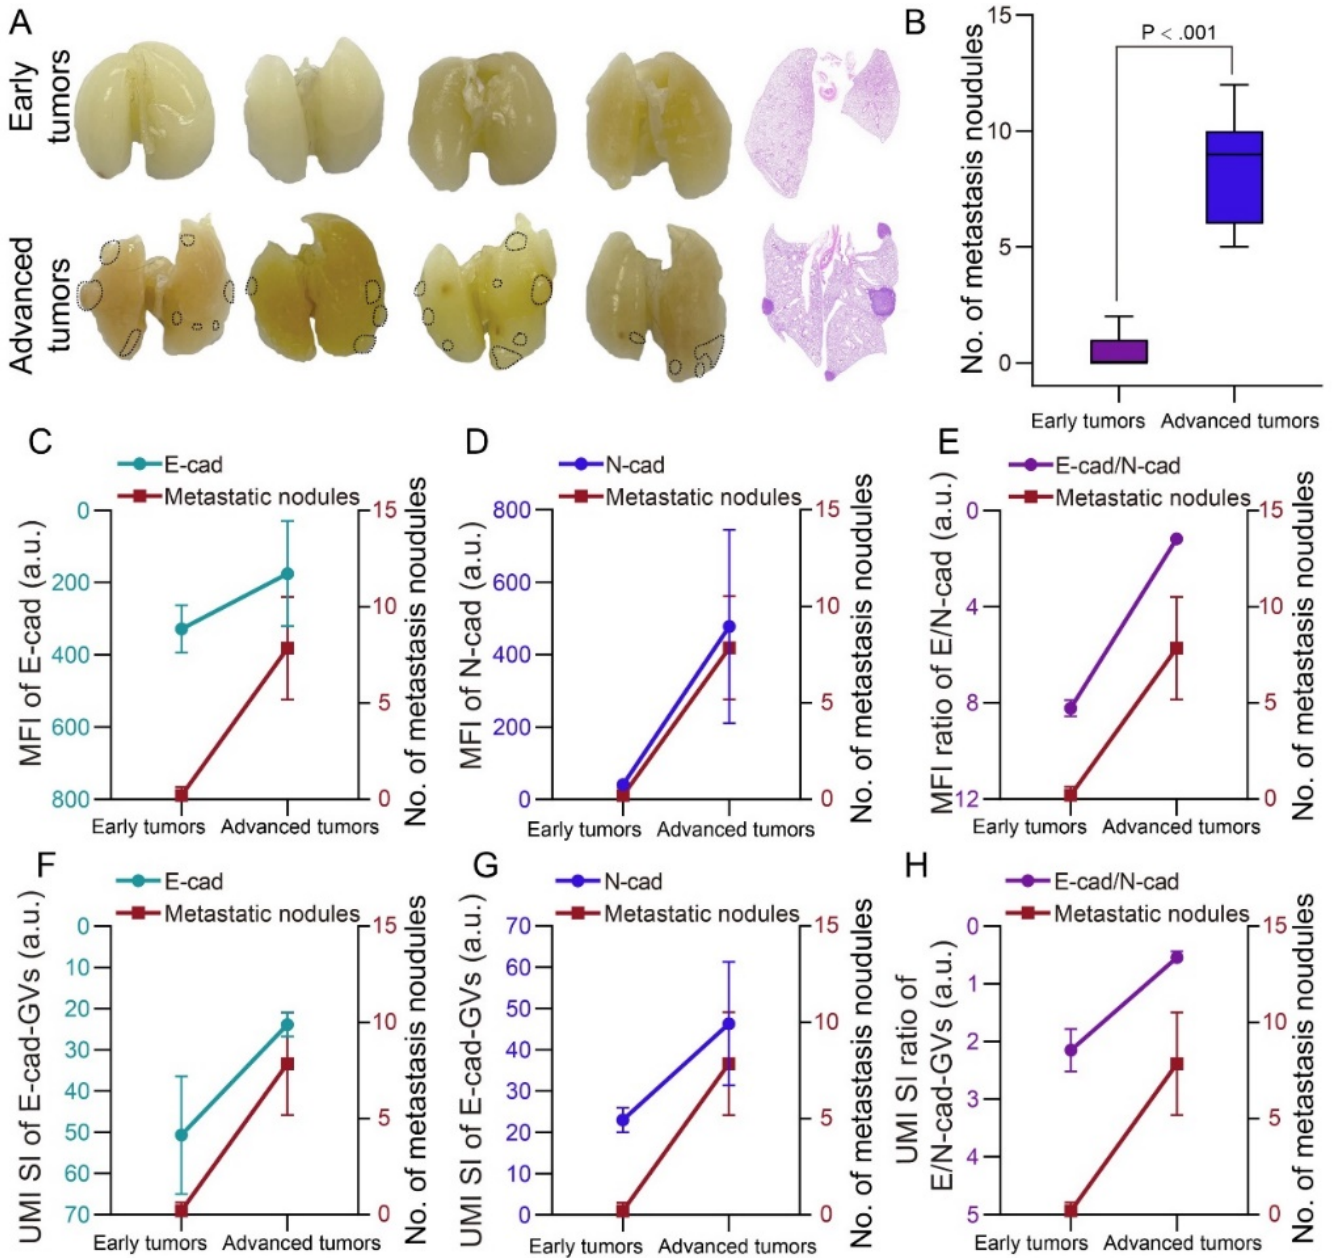 A
Early
tumors
Advanced
tumors
B
No. of metastasis noudules
15
10
5
0
P < .001
Early tumors
Advanced tumors
C
E-cad
Metastatic nodules
MFI of E-cad (a.u.)
0
200
400
600
800
15
10
5
0
No. of metastasis noudules
Early tumors
Advanced tumors
D
N-cad
Metastatic nodules
MFI of N-cad (a.u.)
800
600
400
200
0
15
10
5
0
No. of metastasis noudules
Early tumors
Advanced tumors
E
E-cad/N-cad
Metastatic nodules
MFI ratio of E/N-cad (a.u.)
0
4
8
12
15
10
5
0
No. of metastasis noudules
Early tumors
Advanced tumors
F
E-cad
Metastatic nodules
UMI SI of E-cad-GVs (a.u.)
0
10
20
30
40
50
60
70
15
10
5
0
No. of metastasis noudules
Early tumors
Advanced tumors
G
N-cad
Metastatic nodules
UMI SI of E-cad-GVs (a.u.)
70
60
50
40
30
20
10
0
15
10
5
0
No. of metastasis noudules
Early tumors
Advanced tumors
H
E-cad/N-cad
Metastatic nodules
UMI SI ratio of
E/N-cad-GVs (a.u.)
0
1
2
3
4
5
15
10
5
0
No. of metastasis noudules
Early tumors
Advanced tumors